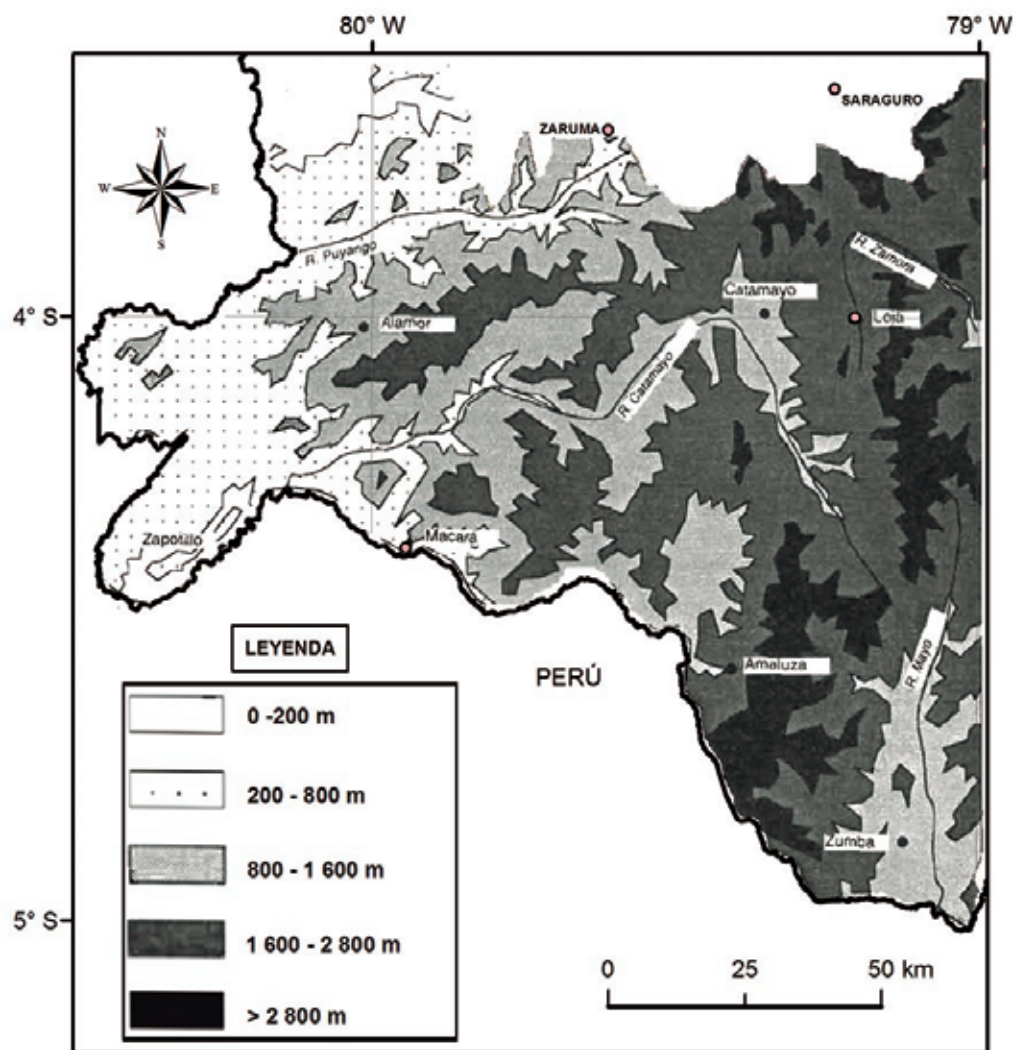 80° W
79° W
SARAGURO
ZARUMA
N
W
E
S
R. Puyango
R. Zamora
Catamayo
4° S
Alamor
Loja
R. Catamayo
Zapotillo
Macará
LEYENDA
PERÚ
Amaluza
R. Mayo
0 -200 m
200 - 800 m
800 - 1 600 m
Zumba
5° S
1 600 - 2 800 m
0
25
50 km
> 2 800 m